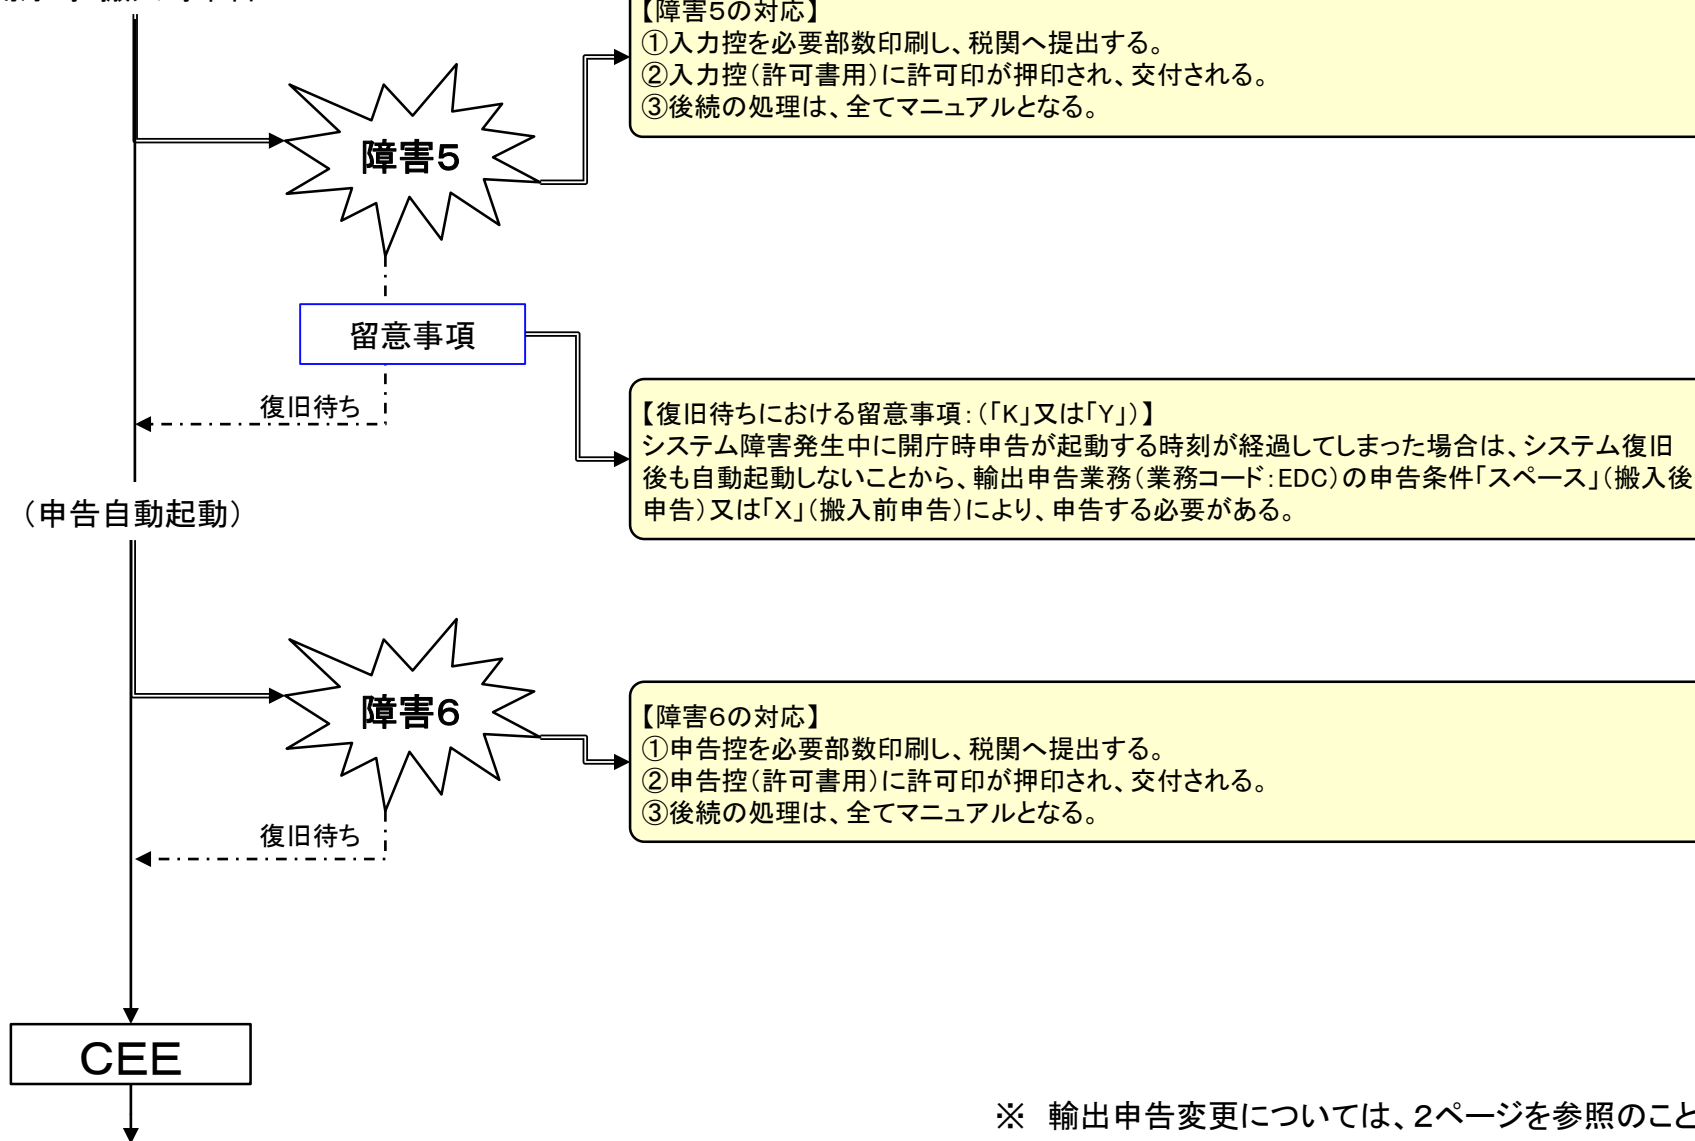 【障害5の対応】
①入力控を必要部数印刷し、税関へ提出する。
②入力控(許可書用)に許可印が押印され、交付される。
③後続の処理は、全てマニュアルとなる。
障害5
留意事項
復旧待ち
【復旧待ちにおける留意事項:(「K」又は「Y」)】
システム障害発生中に開庁時申告が起動する時刻が経過してしまった場合は、システム復旧
後も自動起動しないことから、輸出申告業務(業務コード:EDC)の申告条件「スペース」(搬入後
申告)又は「X」(搬入前申告)により、申告する必要がある。
(申告自動起動)
障害6
【障害6の対応】
①申告控を必要部数印刷し、税関へ提出する。
②申告控(許可書用)に許可印が押印され、交付される。
③後続の処理は、全てマニュアルとなる。
復旧待ち
CEE
※ 輸出申告変更については、2ページを参照のこと